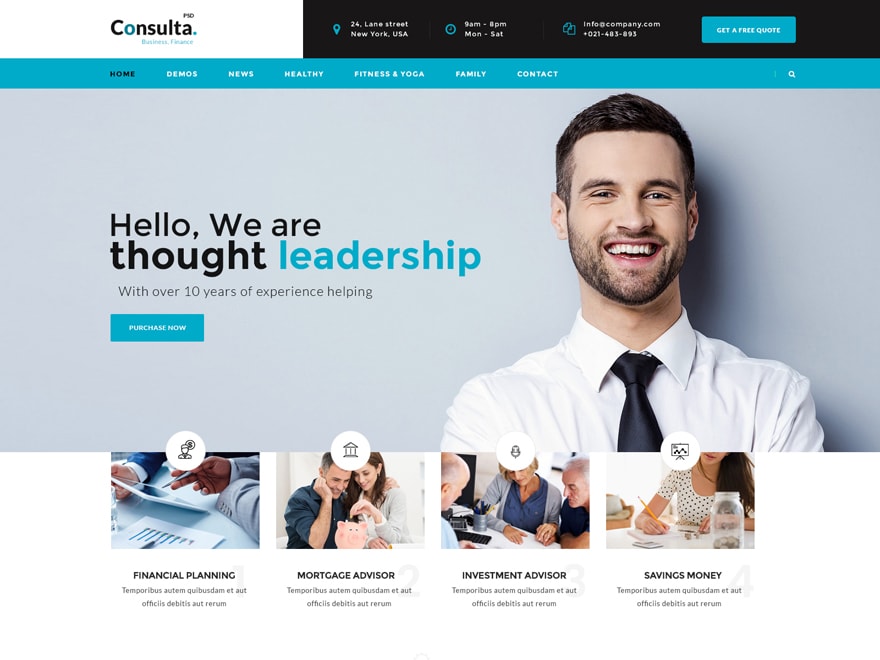 PSD
Consulta.
Business, Finance
24, Lane street
New York, USA
9am - 8pm
Mon - Sat
Info@company.com
+021-483-893
GET A FREE QUOTE
HOME
DEMOS
NEWS
HEALTHY
FITNESS & YOGA
FAMILY
CONTACT
Hello, We are
thought leadership
With over 10 years of experience helping
PURCHASE NOW
1
FINANCIAL PLANNING
Temporibus autem quibusdam et aut
officiis debitis aut rerum
2
MORTGAGE ADVISOR
Temporibus autem quibusdam et aut
officiis debitis aut rerum
3
INVESTMENT ADVISOR
Temporibus autem quibusdam et aut
officiis debitis aut rerum
4
SAVINGS MONEY
Temporibus autem quibusdam et aut
officiis debitis aut rerum